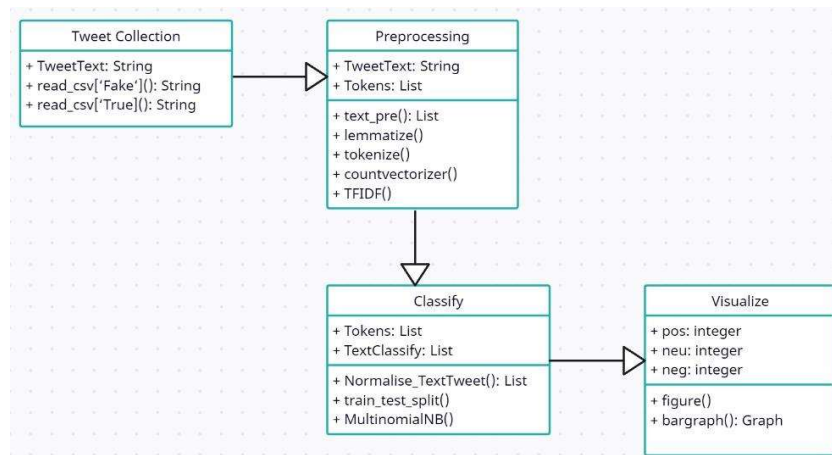 Tweet Collection
+ TweetText: String
+ read_csv['Fake'](): String
+ read_csv['True](): String
Preprocessing
+ TweetText: String
+ Tokens: List
+ text_pre(): List
+ lemmatize()
+ tokenize()
+ countvectorizer()
+ TFIDF()
Classify
+ Tokens: List
+ TextClassify: List
+ Normalise_TextTweet(): List
+ train_test_split()
+ MultinomialNB()
Visualize
+ pos: integer
+ neu: integer
+ neg: integer
+ figure()
+ bargraph(): Graph